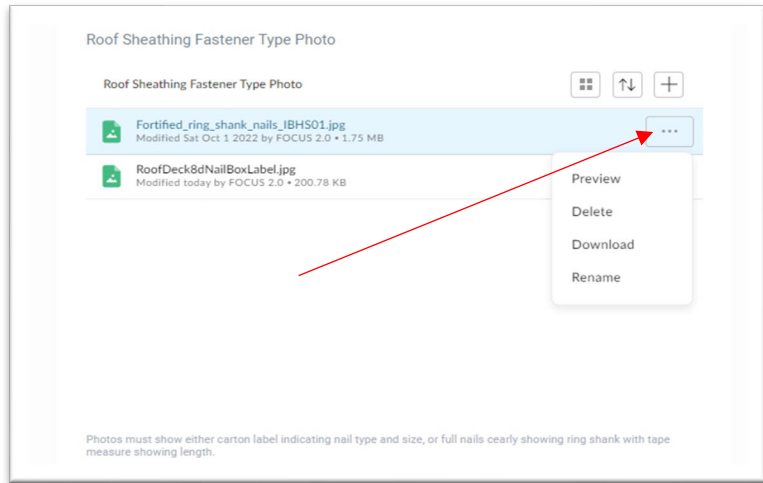 Roof Sheathing Fastener Type Photo
Roof Sheathing Fastener Type Photo
Fortified_ring_shank_nails_IBHS01.jpg
Modified Sat Oct 1 2022 by FOCUS 2.0 • 1.75 MB
RoofDeck8dNailBoxLabel.jpg
Modified today by FOCUS 2.0 • 200.78 KB
Preview
Delete
Download
Rename
Photos must show either carton label indicating nail type and size, or full nails cearly showing ring shank with tape
measure showing length.